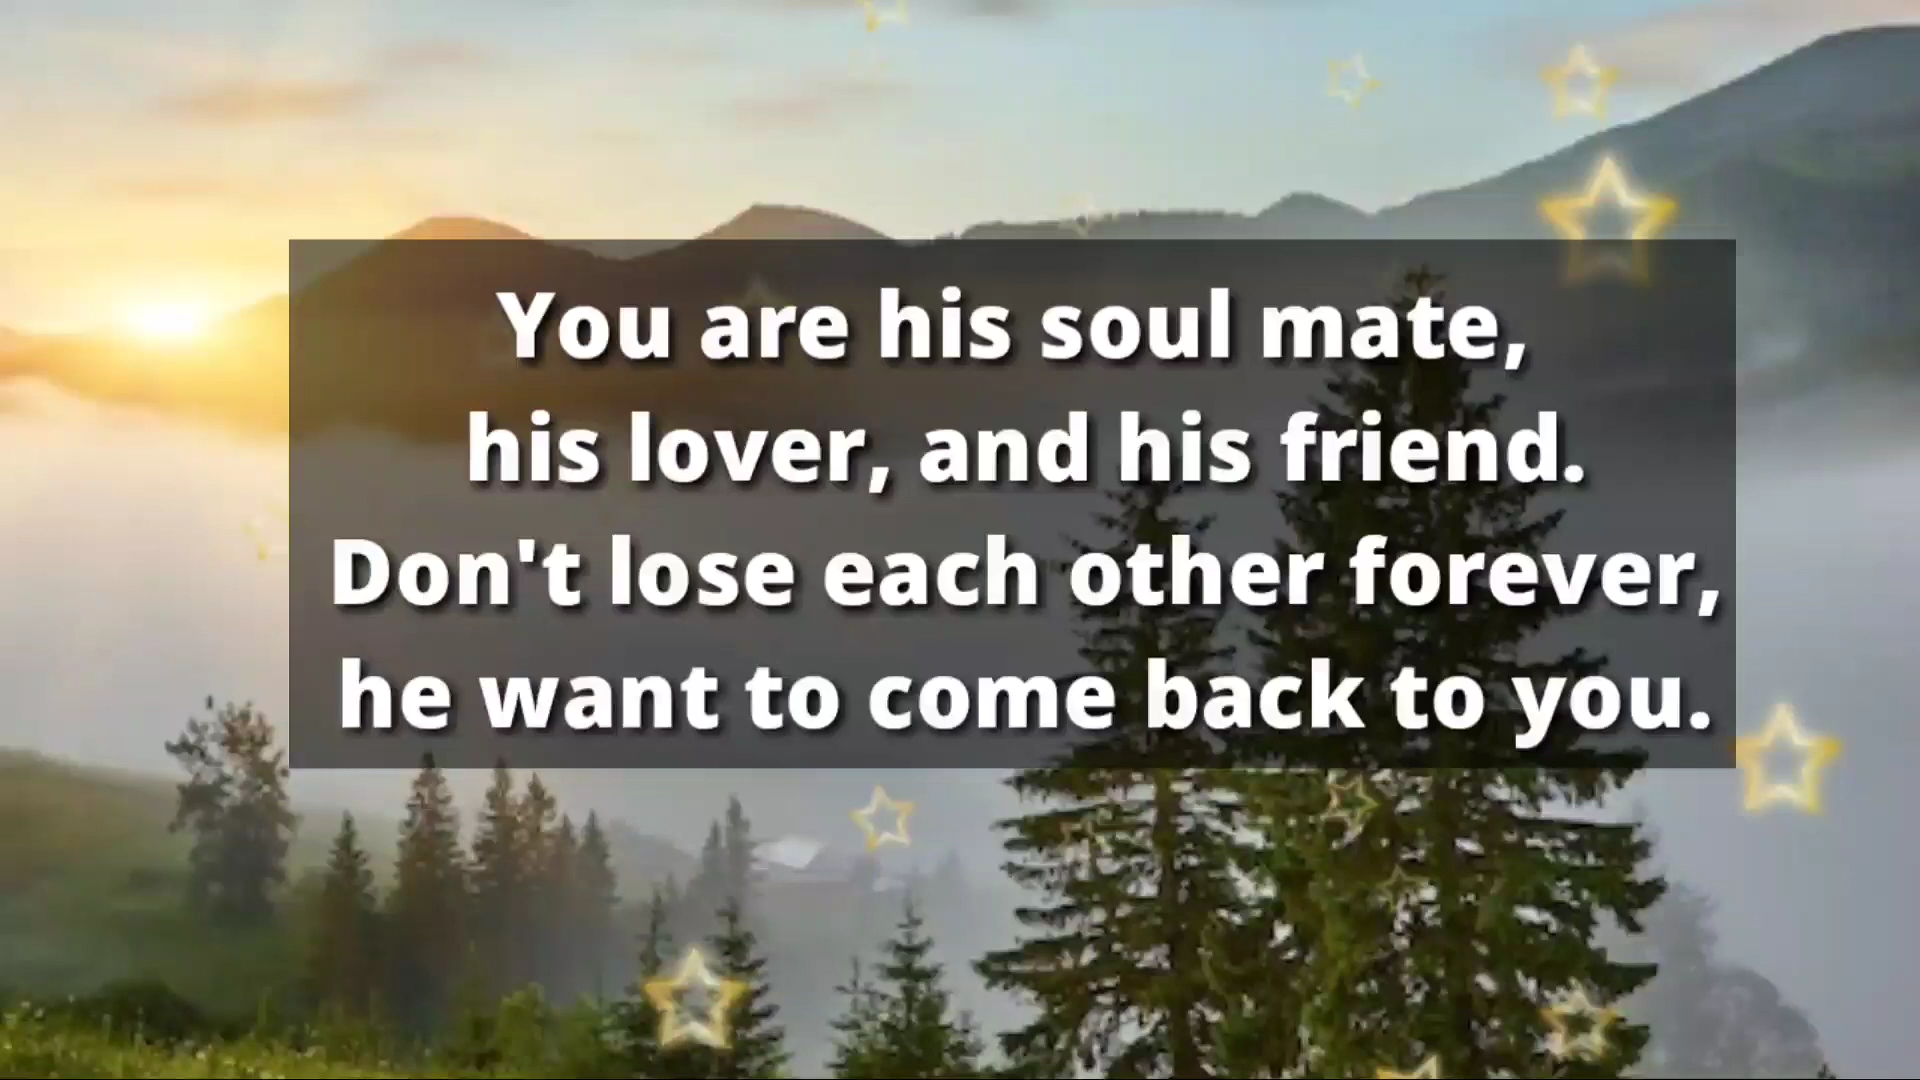 You are his soul mate,
his lover, and his friend.
Don't lose each other forever,
he want to come back to you.